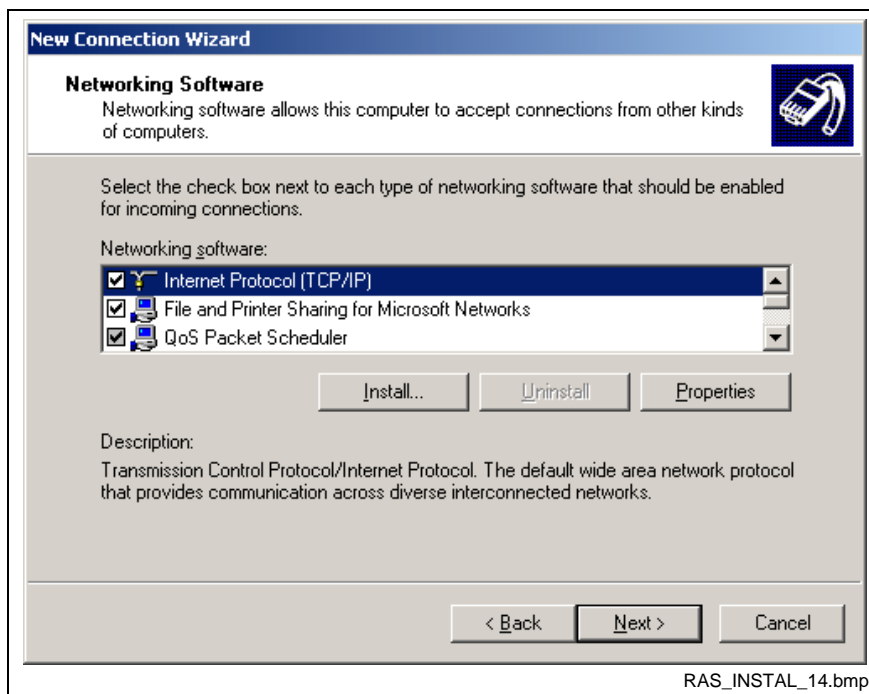 New Connection Wizard
Networking Software
Networking software allows this computer to accept connections from other kinds
of computers.
Select the check box next to each type of networking software that should be enabled
for incoming connections.
Networking software:
Internet Protocol (TCP/IP)
File and Printer Sharing for Microsoft Networks
QoS Packet Scheduler
Install... Uninstall Properties
Description:
Transmission Control Protocol/Internet Protocol. The default wide area network protocol
that provides communication across diverse interconnected networks.
< Back Next > Cancel
RAS_INSTAL_14.bmp